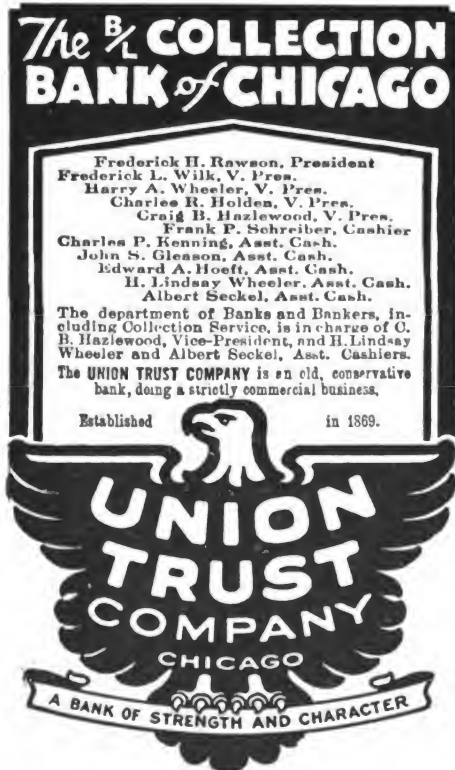 The B/L COLLECTION
BANK of CHICAGO
Frederick H. Rawson, President
Frederick L. Wilk, V. Pres.
Harry A. Wheeler, V. Pres.
Charles R. Holden, V. Pres.
Craig B. Hazlewood, V. Pres.
Frank P. Schreiber, Cashier
Charles P. Kenning, Asst. Cash.
John S. Gleason, Asst. Cash.
Edward A. Hoeft, Asst. Cash.
H. Lindsay Wheeler, Asst. Cash.
Albert Seckel, Asst. Cash.
The department of Banks and Bankers, in-
cluding Collection Service, is in charge of C.
B. Hazlewood, Vice-President, and H. Lindsay
Wheeler and Albert Seckel, Asst. Cashiers.
The UNION TRUST COMPANY is an old, conservative
bank, doing a strictly commercial business.
Established in 1869.
UNION
TRUST
COMPANY
CHICAGO
A BANK OF STRENGTH AND CHARACTER